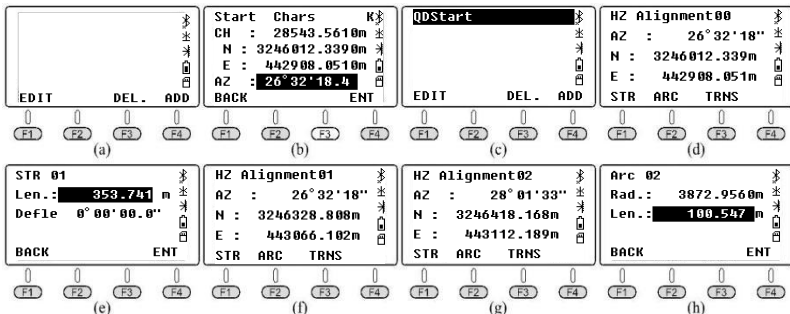 EDIT DEL. ADD
F1 F2 F3 F4
(a)
Start Chars K
CH : 28543.5610m
N : 3246012.3390m
E : 442908.0510m
AZ : 26°32'18.4
BACK ENT
F1 F2 F3 F4
(b)
QDStart
EDIT DEL. ADD
F1 F2 F3 F4
(c)
HZ Alignment00
AZ : 26°32'18"
N : 3246012.339m
E : 442908.051m
STR ARC TRNS
F1 F2 F3 F4
(d)
STR 01
Len.: 353.741 m
Defle 0°00'00.0"
BACK ENT
F1 F2 F3 F4
(e)
HZ Alignment01
AZ : 26°32'18"
N : 3246328.808m
E : 443066.102m
STR ARC TRNS
F1 F2 F3 F4
(f)
HZ Alignment02
AZ : 28°01'33"
N : 3246418.168m
E : 443112.189m
STR ARC TRNS
F1 F2 F3 F4
(g)
Arc 02
Rad.: 3872.9560m
Len.: 100.547 m
BACK ENT
F1 F2 F3 F4
(h)